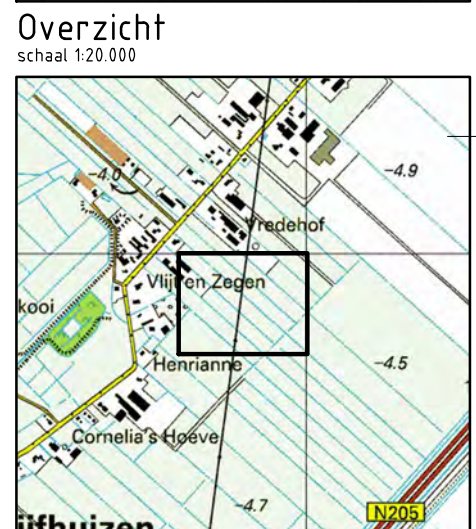 Overzicht
schaal 1:20.000
-4.0
-4.9
Vredehof
Vlijt en Zegen
kooi
Henrianne
-4.5
Cornelia's Hoeve
-4.7
N205
ijfhuizen